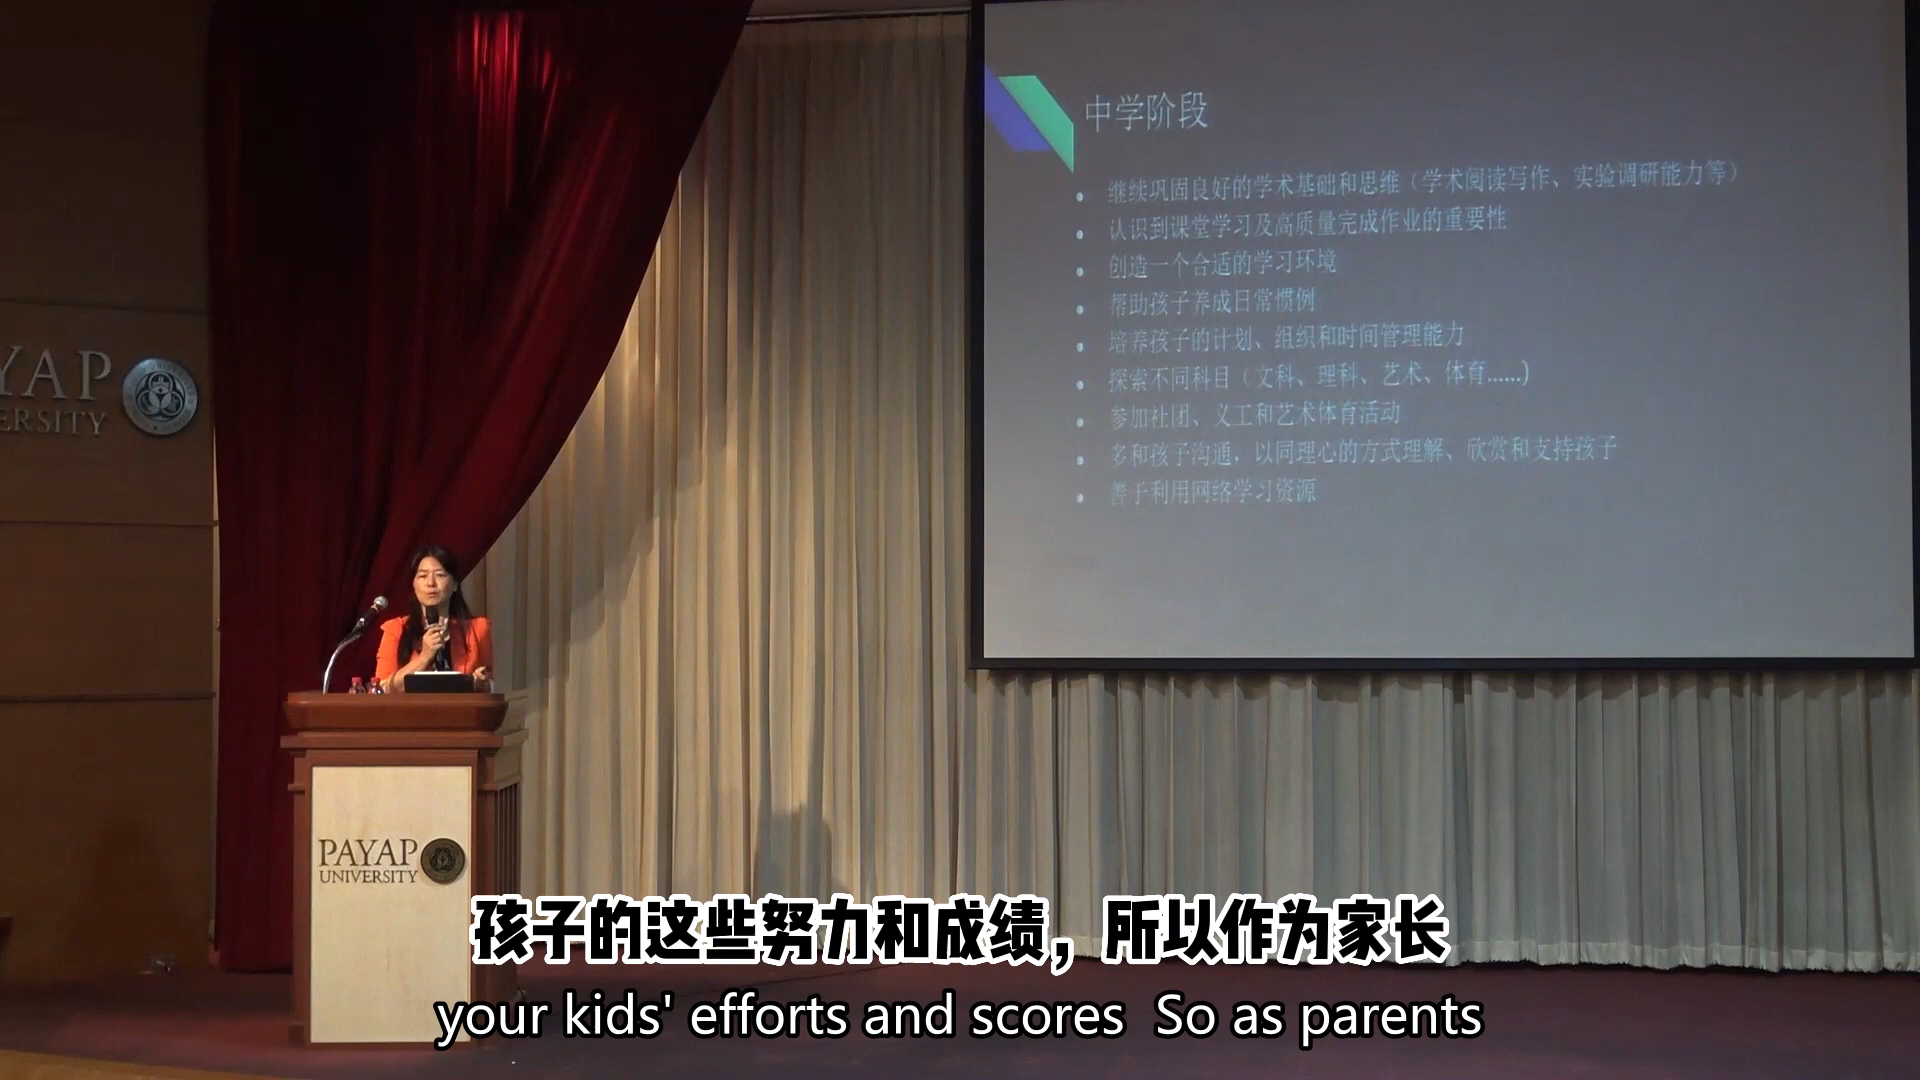 中学阶段
继续巩固良好的学术基础和思维（学术阅读写作、实验调研能力等）
认识到课堂学习及高质量完成作业的重要性
创造一个合适的学习环境
帮助孩子养成日常惯例
培养孩子的计划、组织和时间管理能力
探索不同科目（文科、理科、艺术、体育......）
参加社团、义工和艺术体育活动
多和孩子沟通，以同理心的方式理解、欣赏和支持孩子
善于利用网络学习资源
YAP
ERSITY
PAYAP
UNIVERSITY
孩子的这些努力和成绩，所以作为家长
your kids' efforts and scores  So as parents